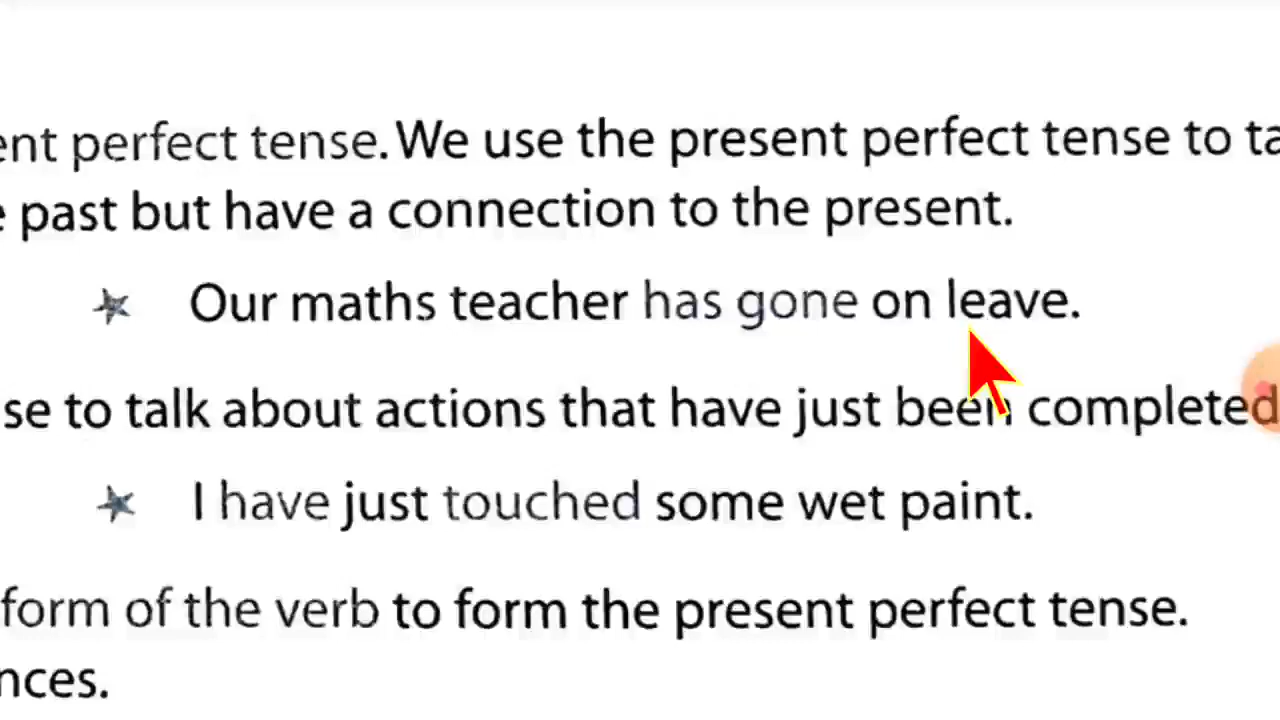 ent perfect tense. We use the present perfect tense to ta
e past but have a connection to the present.
Our maths teacher has gone on leave.
se to talk about actions that have just been completed
I have just touched some wet paint.
form of the verb to form the present perfect tense.
nces.